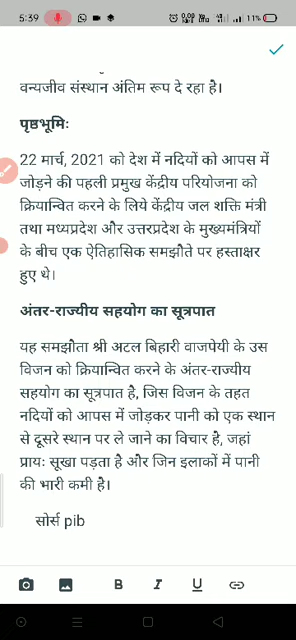 5:39
11%
वन्यजीव संस्थान अंतिम रूप दे रहा है।
पृष्ठभूमिः
22 मार्च, 2021 को देश में नदियों को आपस में
जोड़ने की पहली प्रमुख केंद्रीय परियोजना को
क्रियान्वित करने के लिये केंद्रीय जल शक्ति मंत्री
तथा मध्यप्रदेश और उत्तरप्रदेश के मुख्यमंत्रियों
के बीच एक ऐतिहासिक समझौते पर हस्ताक्षर
हुए थे।
अंतर-राज्यीय सहयोग का सूत्रपात
यह समझौता श्री अटल बिहारी वाजपेयी के उस
विजन को क्रियान्वित करने के अंतर-राज्यीय
सहयोग का सूत्रपात है, जिस विजन के तहत
नदियों को आपस में जोड़कर पानी को एक स्थान
से दूसरे स्थान पर ले जाने का विचार है, जहां
प्रायः सूखा पड़ता है और जिन इलाकों में पानी
की भारी कमी है।
सोर्स pib
B I U